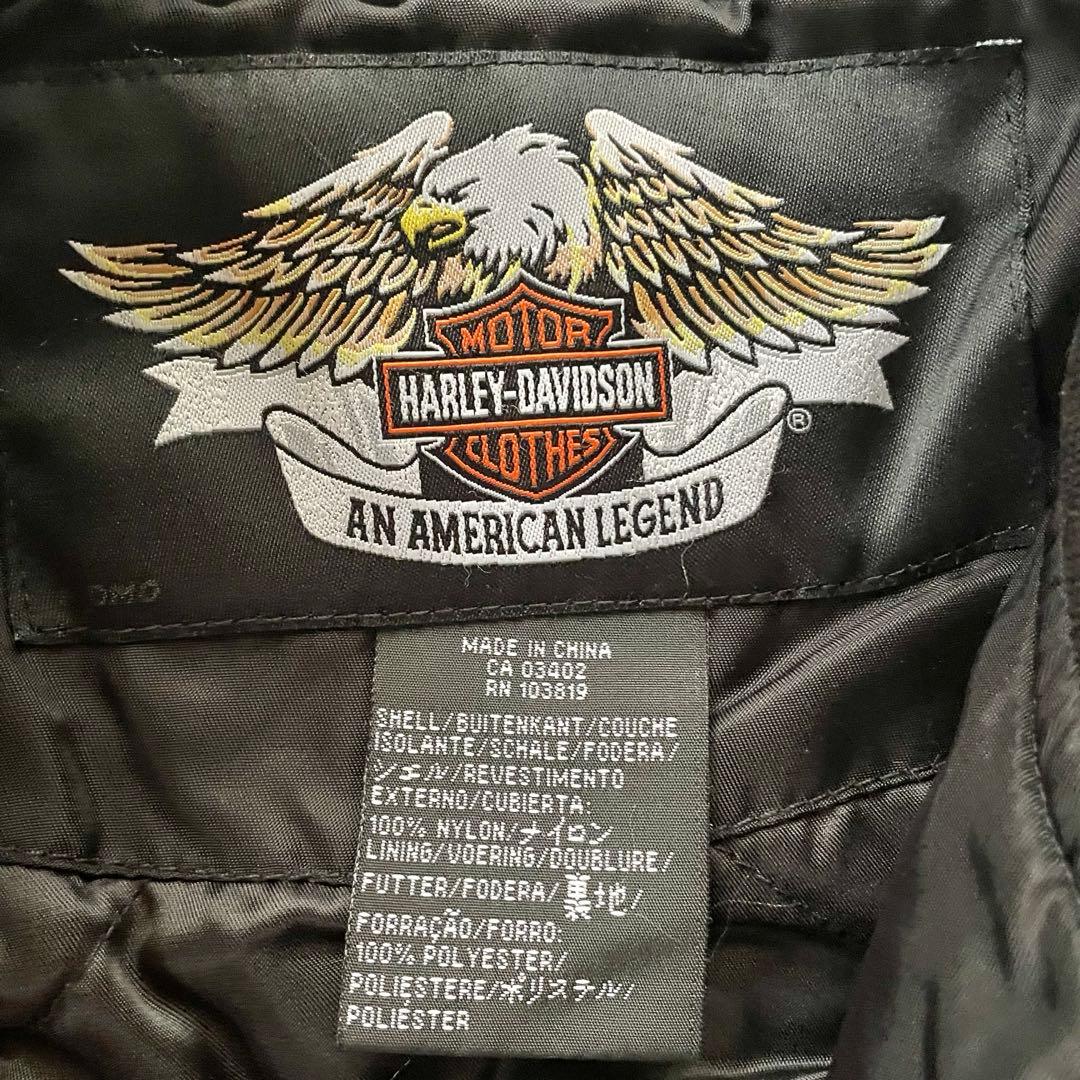 MOTOR
HARLEY-DAVIDSON
CLOTHES
®
AN AMERICAN LEGEND
DMC
MADE IN CHINA
CA 03402
RN 103819
SHELL/BUITENKANT/COUCHE
ISOLANTE/SCHALE/FODERA/
シェル/REVESTIMENTO
EXTERNO/CUBIERTA:
100% NYLON/ナイロン
LINING/VOERING/DOUBLURE/
FUTTER/FODERA/裏地/
FORRAÇÃO/FORRO:
100% POLYESTER/
POLIESTERE/ポリステル/
POLIESTER